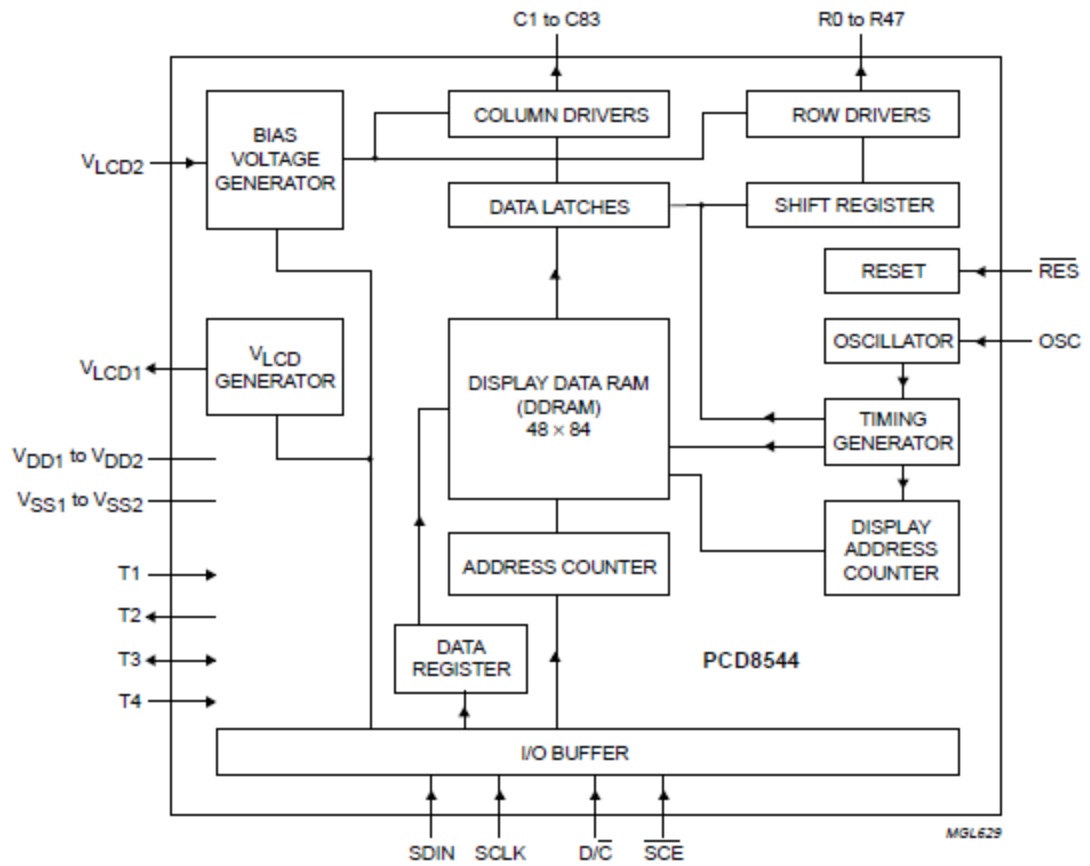 C1 to C83
R0 to R47
BIAS
VOLTAGE
GENERATOR
COLUMN DRIVERS
ROW DRIVERS
VLCD2
DATA LATCHES
SHIFT REGISTER
RESET
R̅E̅S̅
VLCD1
VLCD
GENERATOR
DISPLAY DATA RAM
(DDRAM)
48 × 84
OSCILLATOR
OSC
TIMING
GENERATOR
VDD1 to VDD2
VSS1 to VSS2
DISPLAY
ADDRESS
COUNTER
ADDRESS COUNTER
T1
T2
T3
T4
DATA
REGISTER
PCD8544
I/O BUFFER
SDIN
SCLK
D/C̅
S̅C̅E̅
MGL629